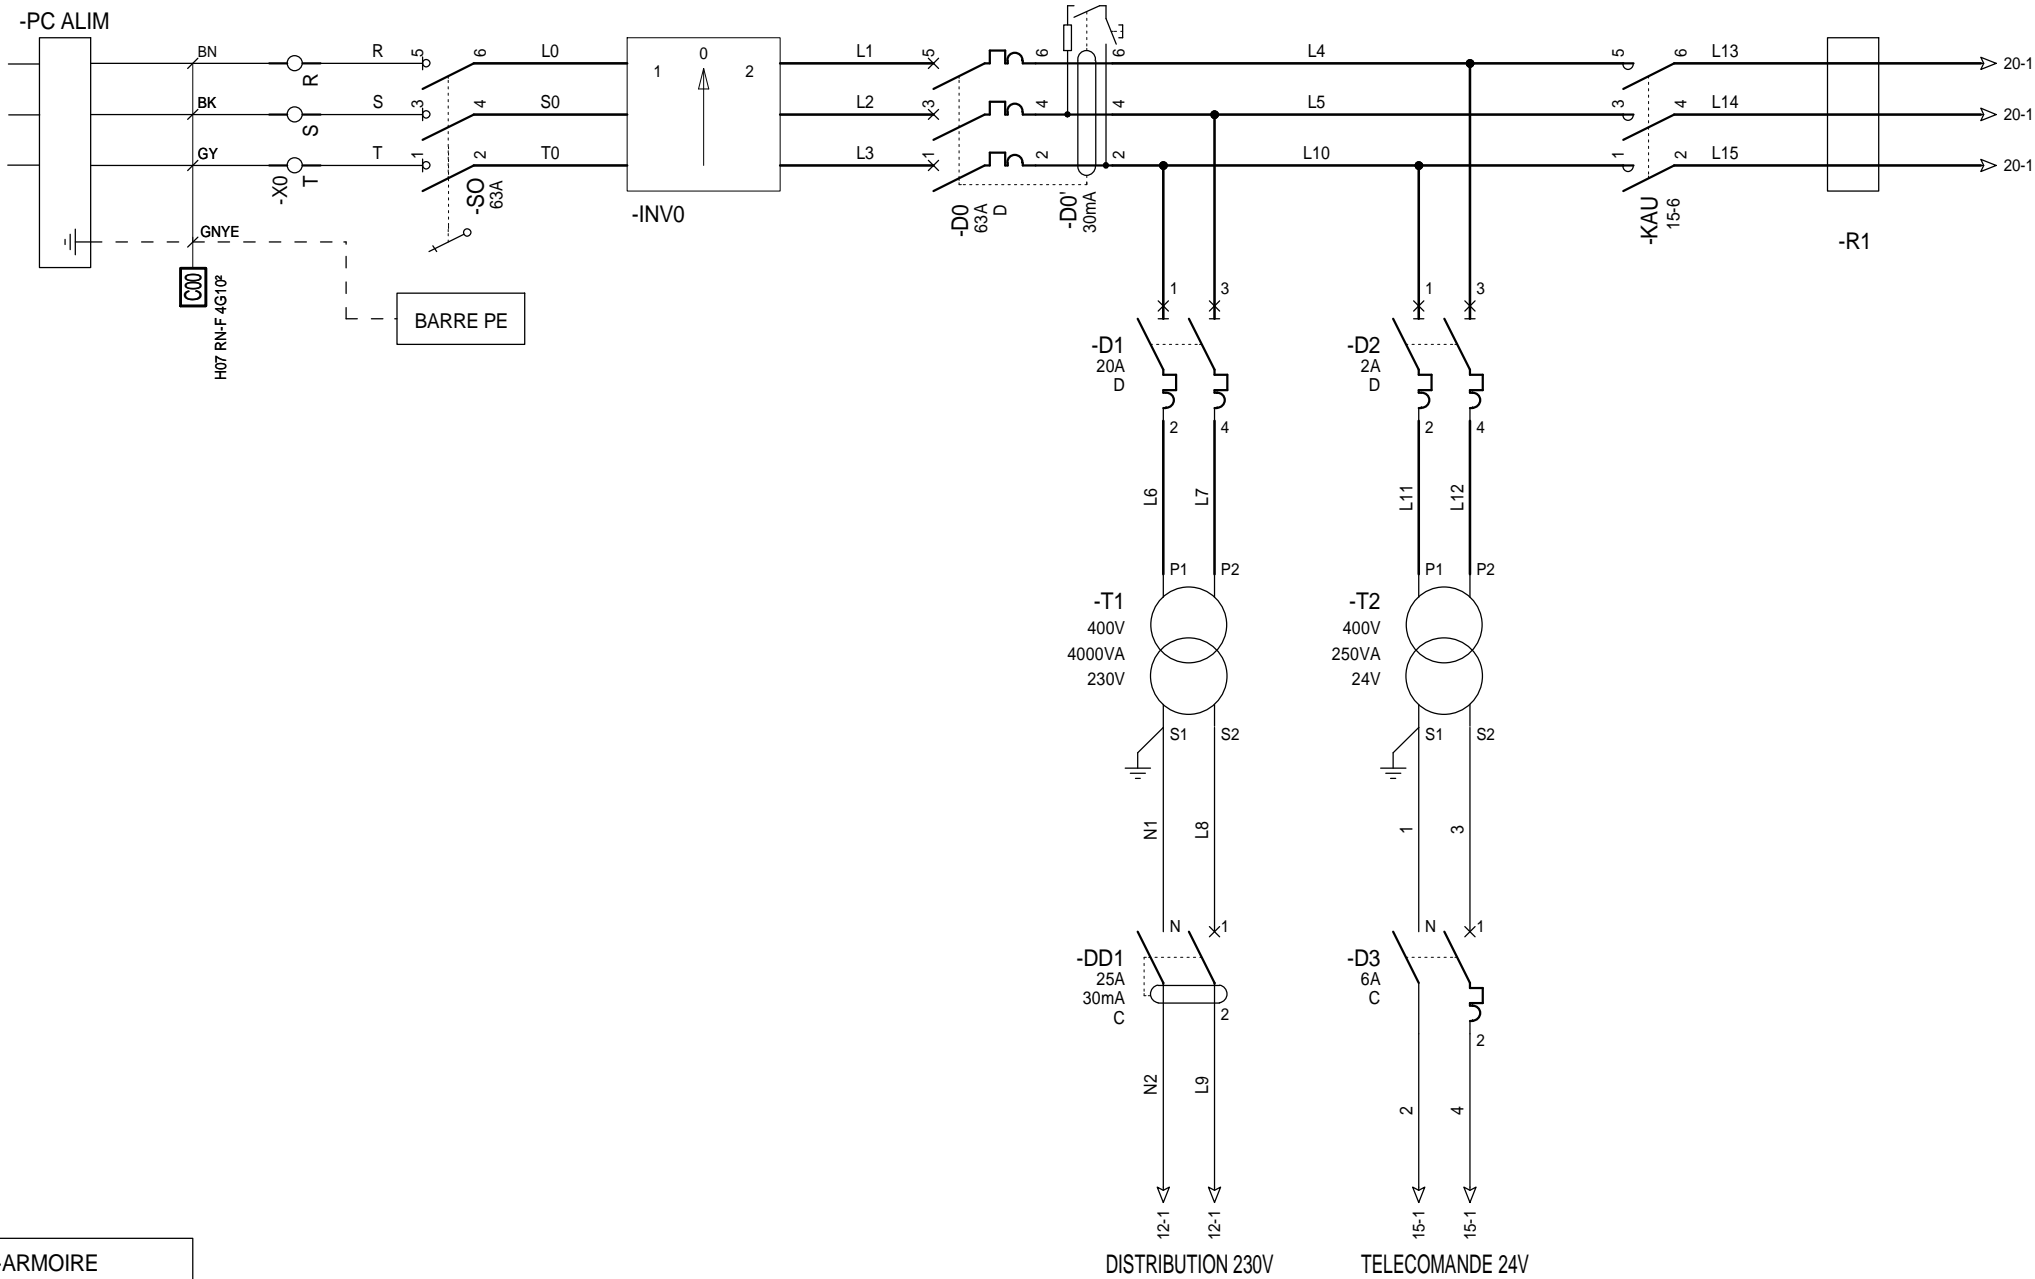 -PC ALIM
BN
R
R
5
6
L0
1
0
2
L1
5
6
6
L4
5
6
L13
20-1
BK
S
S
3
4
S0
L2
3
4
4
L5
3
4
L14
20-1
GY
T
T
1
2
T0
L3
1
2
2
L10
1
2
L15
20-1
-X0
-SO
63A
-INV0
-D0
63A
D
-D0'
30mA
-KAU
15-6
-R1
GNYE
C00
H07 RN-F 4G10²
BARRE PE
1
3
1
3
-D1
20A
D
-D2
2A
D
2
4
2
4
L6
L7
L11
L12
P1
P2
P1
P2
-T1
400V
4000VA
230V
-T2
400V
250VA
24V
S1
S2
S1
S2
N1
L8
1
3
N
1
N
1
-DD1
25A
30mA
C
2
-D3
6A
C
2
N2
L9
2
4
12-1
12-1
15-1
15-1
DISTRIBUTION 230V
TELECOMANDE 24V
-ARMOIRE